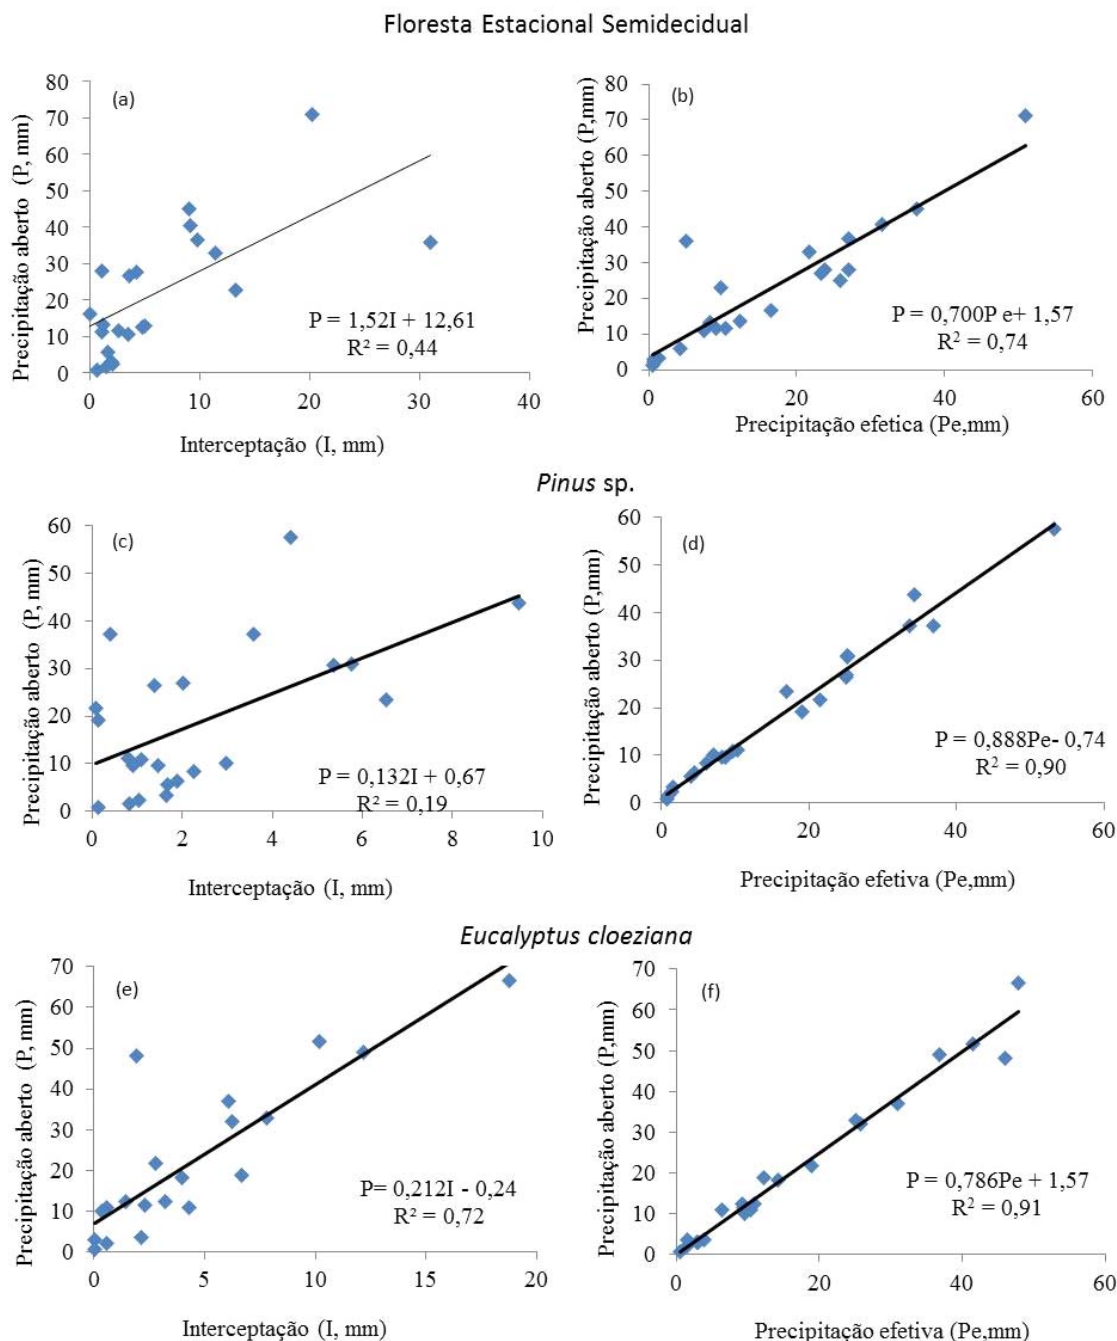 Floresta Estacional Semidecidual
(a)
Precipitação aberto (P, mm)
80
70
60
50
40
30
20
10
0
0 10 20 30 40
P = 1,52I + 12,61
R² = 0,44
Interceptação (I, mm)
(b)
Precipitação aberto (P,mm)
80
70
60
50
40
30
20
10
0
0 20 40 60
P = 0,700P e+ 1,57
R² = 0,74
Precipitação efetica (Pe,mm)
Pinus sp.
(c)
Precipitação aberto (P, mm)
60
50
40
30
20
10
0
0 2 4 6 8 10
P = 0,132I + 0,67
R² = 0,19
Interceptação (I, mm)
(d)
Precipitação aberto (P,mm)
60
50
40
30
20
10
0
0 20 40 60
P = 0,888Pe- 0,74
R² = 0,90
Precipitação efetiva (Pe,mm)
Eucalyptus cloeziana
(e)
Precipitação aberto (P, mm)
70
60
50
40
30
20
10
0
0 5 10 15 20
P= 0,212I - 0,24
R² = 0,72
Interceptação (I, mm)
(f)
Precipitação aberto (P,mm)
70
60
50
40
30
20
10
0
0 20 40 60
P = 0,786Pe + 1,57
R² = 0,91
Precipitação efetiva (Pe,mm)